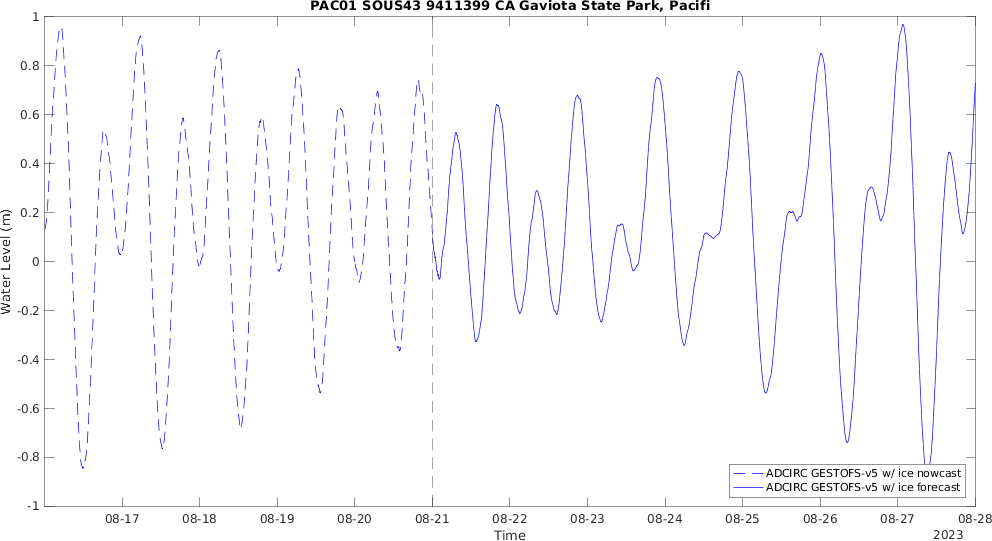 PAC01 SOUS43 9411399 CA Gaviota State Park, Pacifi
1
0.8
0.6
0.4
0.2
0
-0.2
-0.4
-0.6
-0.8
-1
Water Level (m)
08-17 08-18 08-19 08-20 08-21 08-22 08-23 08-24 08-25 08-26 08-27 08-28
Time
2023
ADCIRC GESTOFS-v5 w/ ice nowcast
ADCIRC GESTOFS-v5 w/ ice forecast